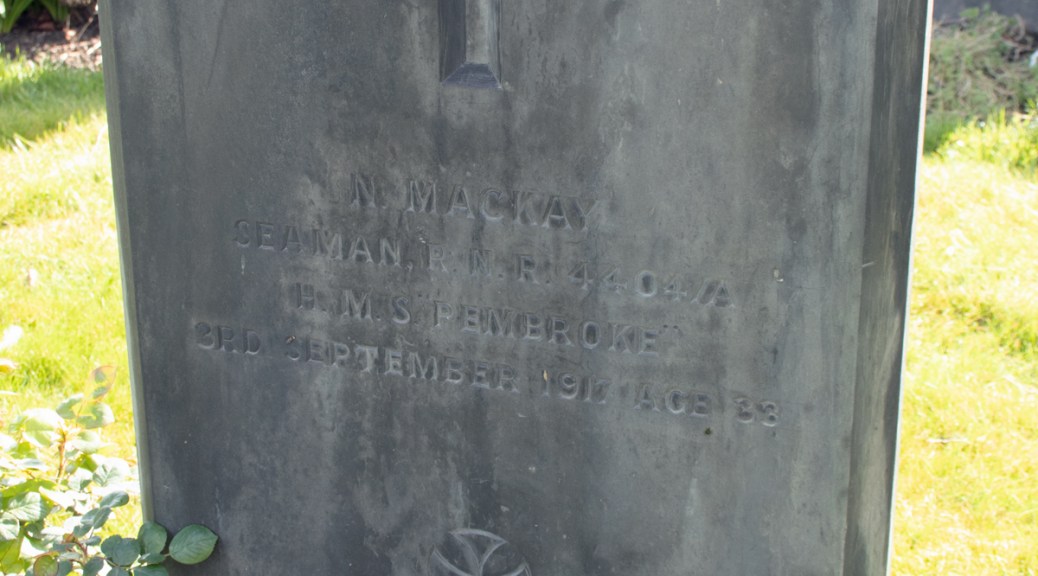 N. MACKAY
SEAMAN, R.N.R. 4404/A
H.M.S. PEMBROKE"
3RD SEPTEMBER 1917 AGE 33